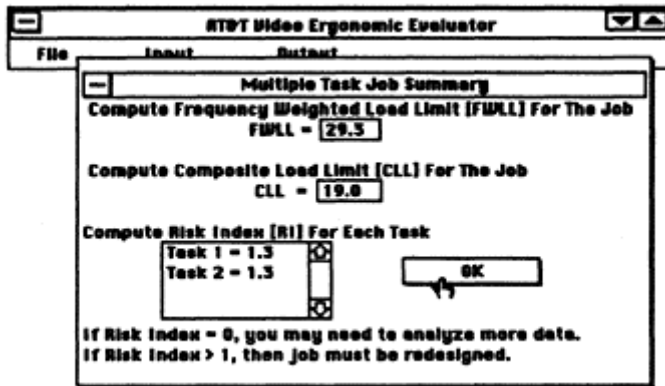 AT&T Video Ergonomic Evaluator
File Input Output
Multiple Task Job Summary
Compute Frequency Weighted Load Limit [FWLL] For The Job
FWLL = 29.3
Compute Composite Load Limit [CLL] For The Job
CLL = 19.0
Compute Risk Index [RI] For Each Task
Task 1 = 1.3
Task 2 = 1.3
OK
If Risk Index = 0, you may need to analyze more data.
If Risk Index > 1, then job must be redesigned.